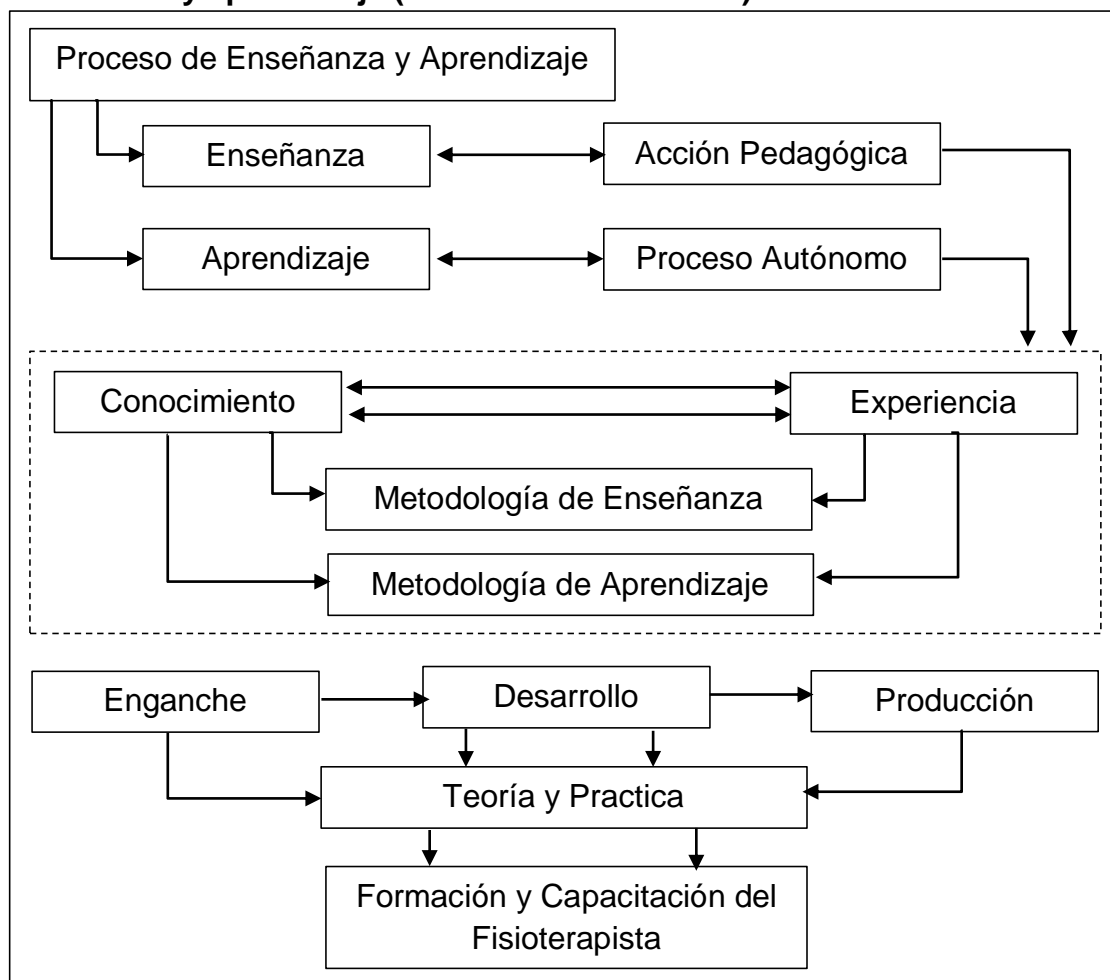 Proceso de Enseñanza y Aprendizaje
Enseñanza
Acción Pedagógica
Aprendizaje
Proceso Autónomo
Conocimiento
Experiencia
Metodología de Enseñanza
Metodología de Aprendizaje
Enganche
Desarrollo
Producción
Teoría y Practica
Formación y Capacitación del
Fisioterapista